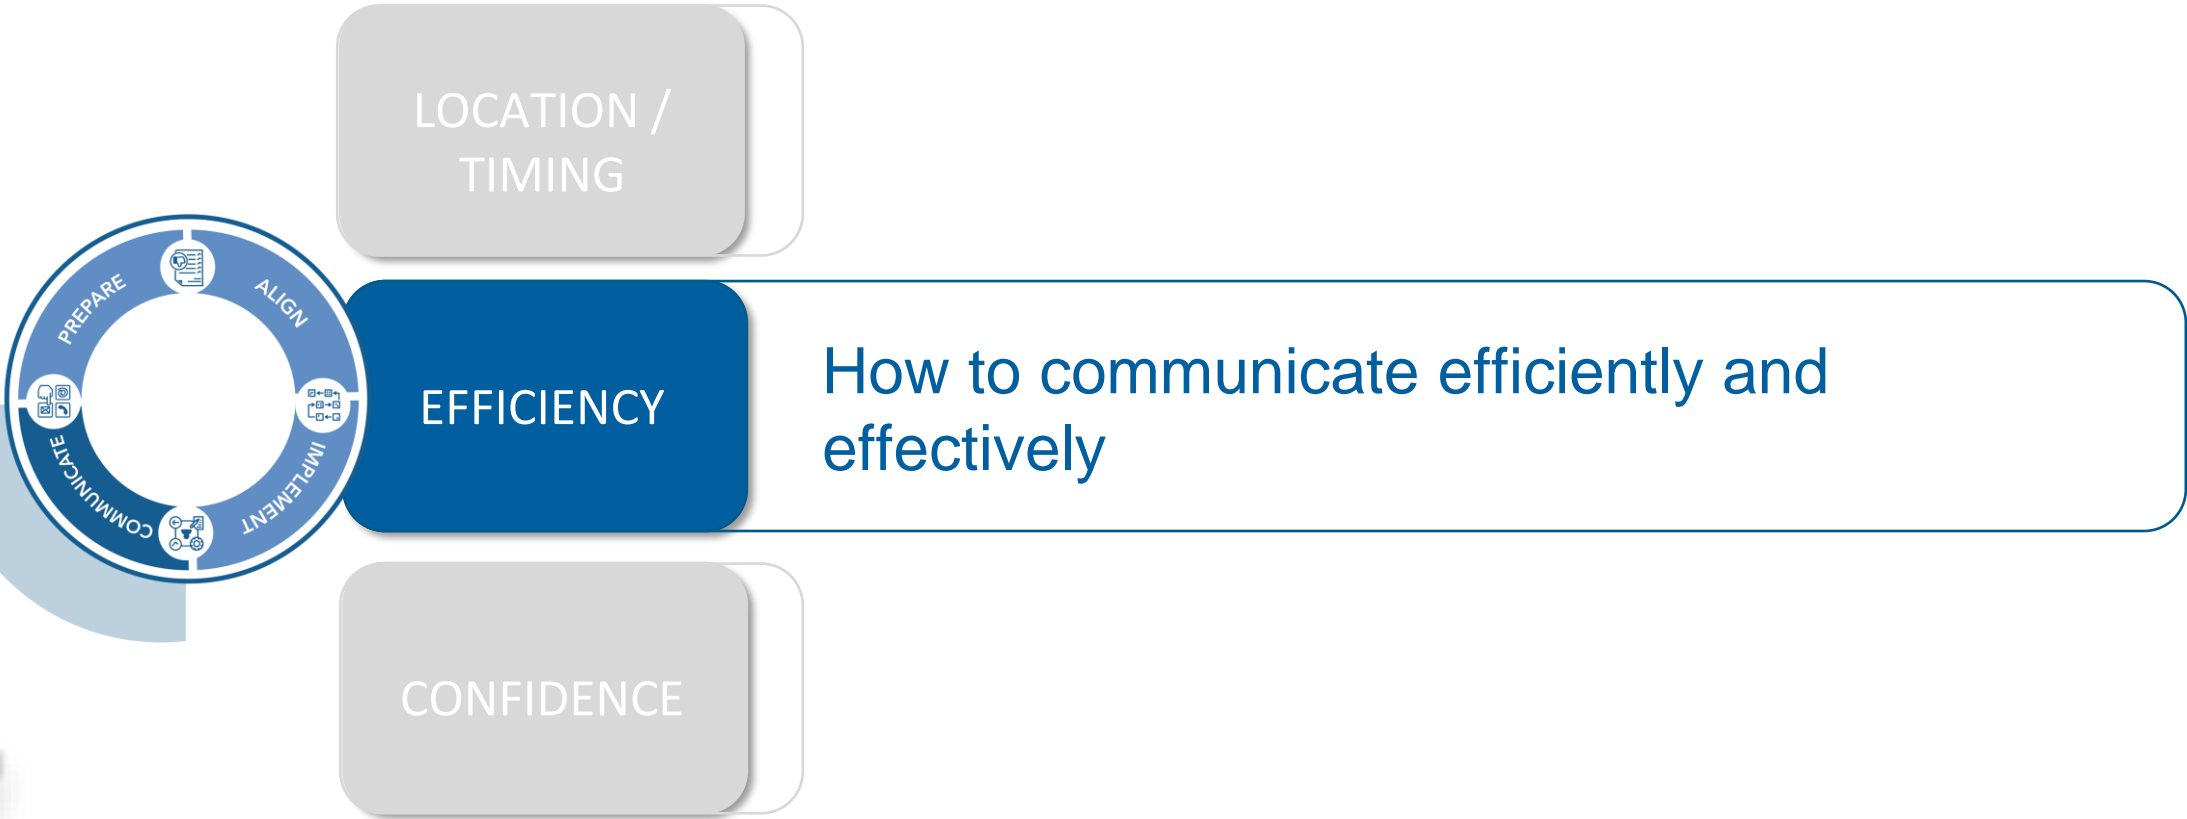 LOCATION /
TIMING
PREPARE
ALIGN
COMMUNICATE
IMPLEMENT
EFFICIENCY
How to communicate efficiently and
effectively
CONFIDENCE